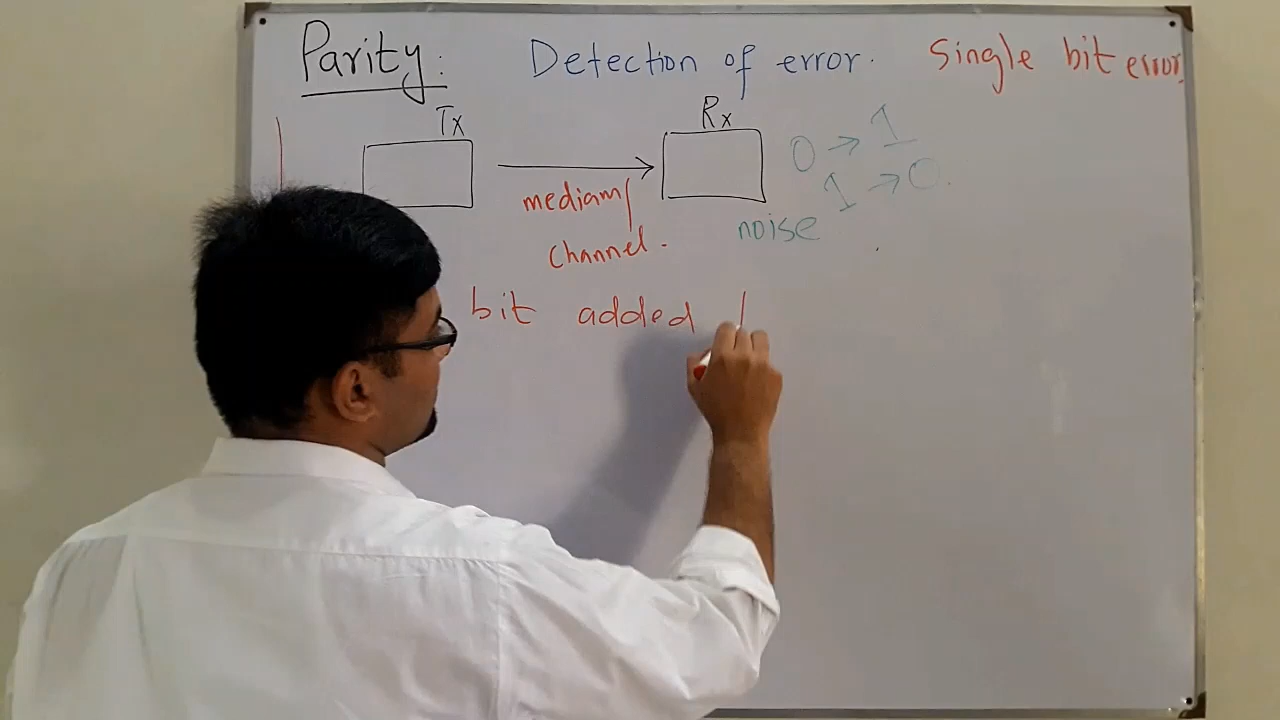 Parity: Detection of error. Single bit error.
Tx Rx
0 → 1
1 → 0.
mediam/
channel.
noise
bit added